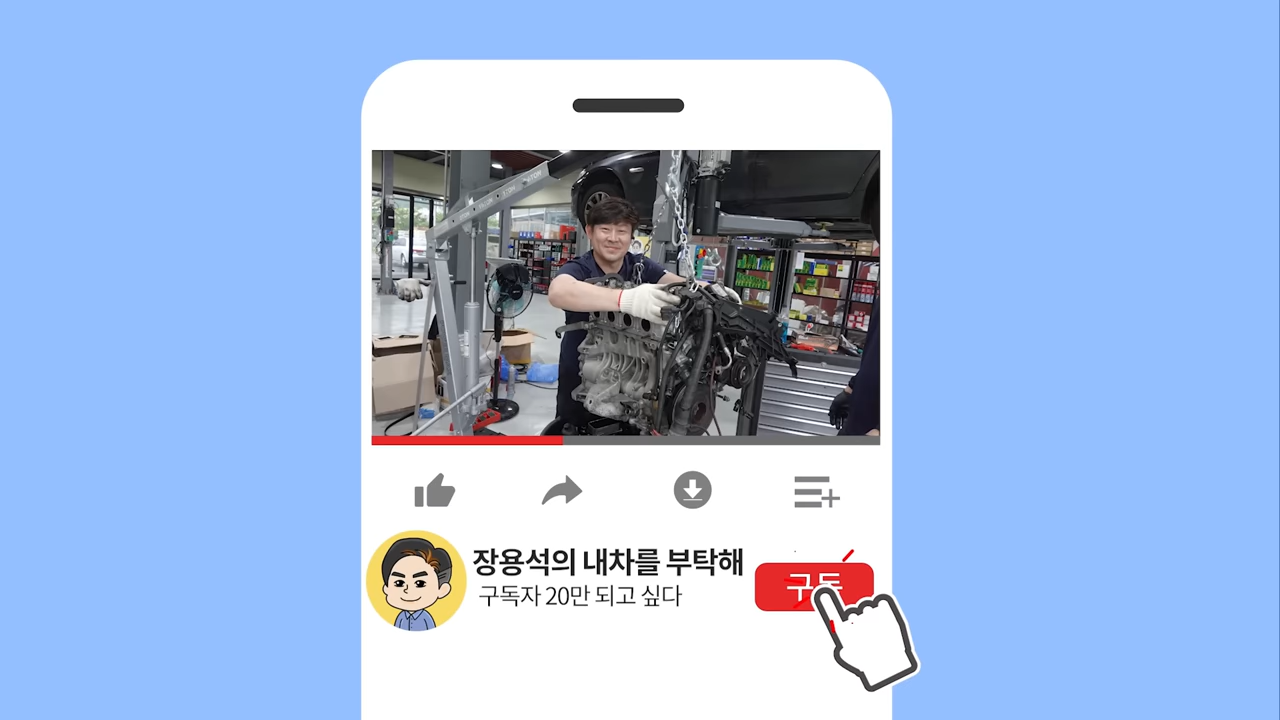 장용석의 내차를 부탁해
구독자 20만 되고 싶다
구독